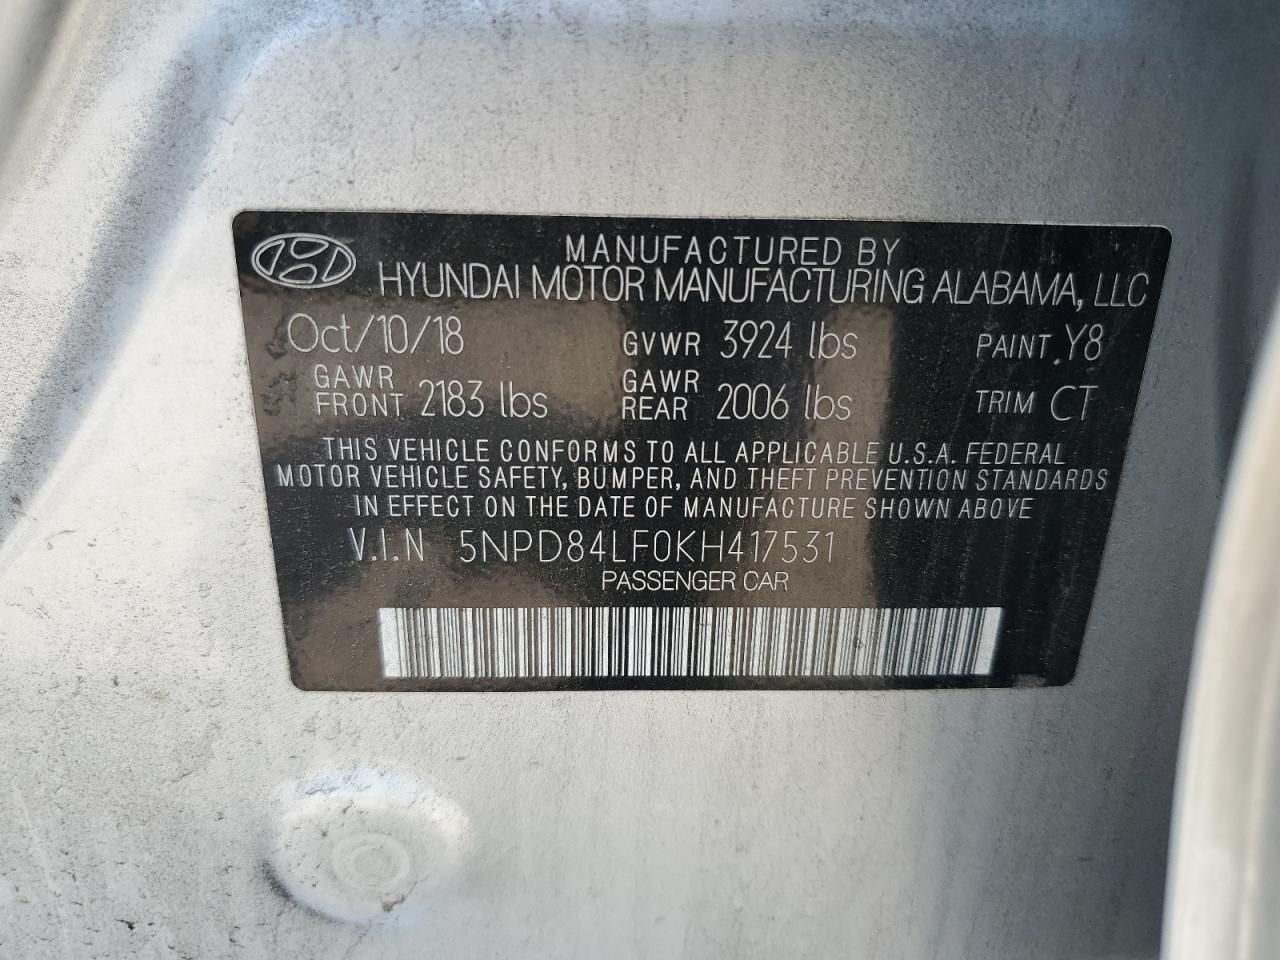 MANUFACTURED BY
HYUNDAI MOTOR MANUFACTURING ALABAMA, LLC
Oct/10/18 GVWR 3924 lbs PAINT Y8
GAWR FRONT 2183 lbs GAWR REAR 2006 lbs TRIM CT
THIS VEHICLE CONFORMS TO ALL APPLICABLE U.S.A. FEDERAL
MOTOR VEHICLE SAFETY, BUMPER, AND THEFT PREVENTION STANDARDS
IN EFFECT ON THE DATE OF MANUFACTURE SHOWN ABOVE
V.I.N 5NPD84LF0KH417531
PASSENGER CAR